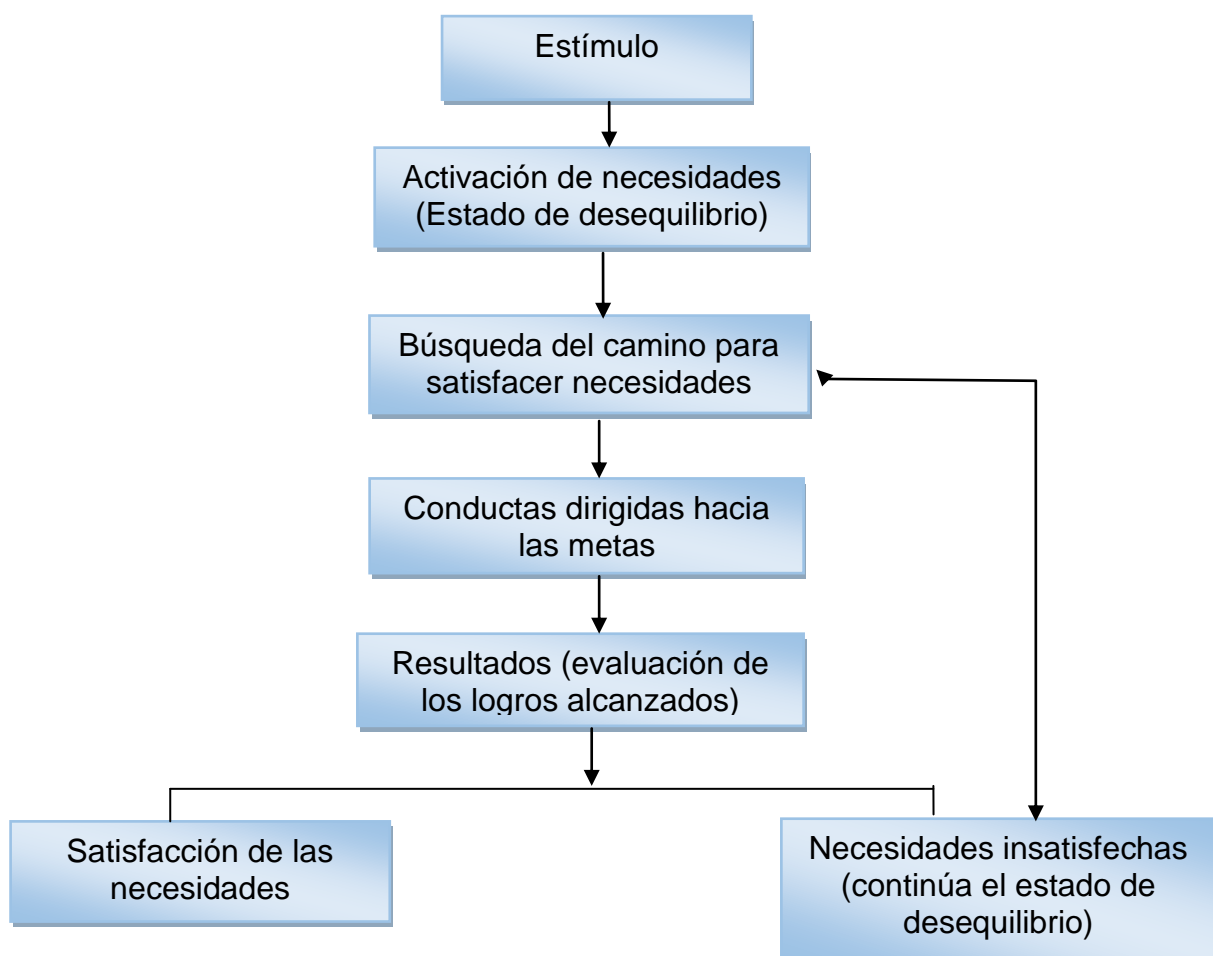 Estímulo
Activación de necesidades
(Estado de desequilibrio)
Búsqueda del camino para
satisfacer necesidades
Conductas dirigidas hacia
las metas
Resultados (evaluación de
los logros alcanzados)
Satisfacción de las
necesidades
Necesidades insatisfechas
(continúa el estado de
desequilibrio)